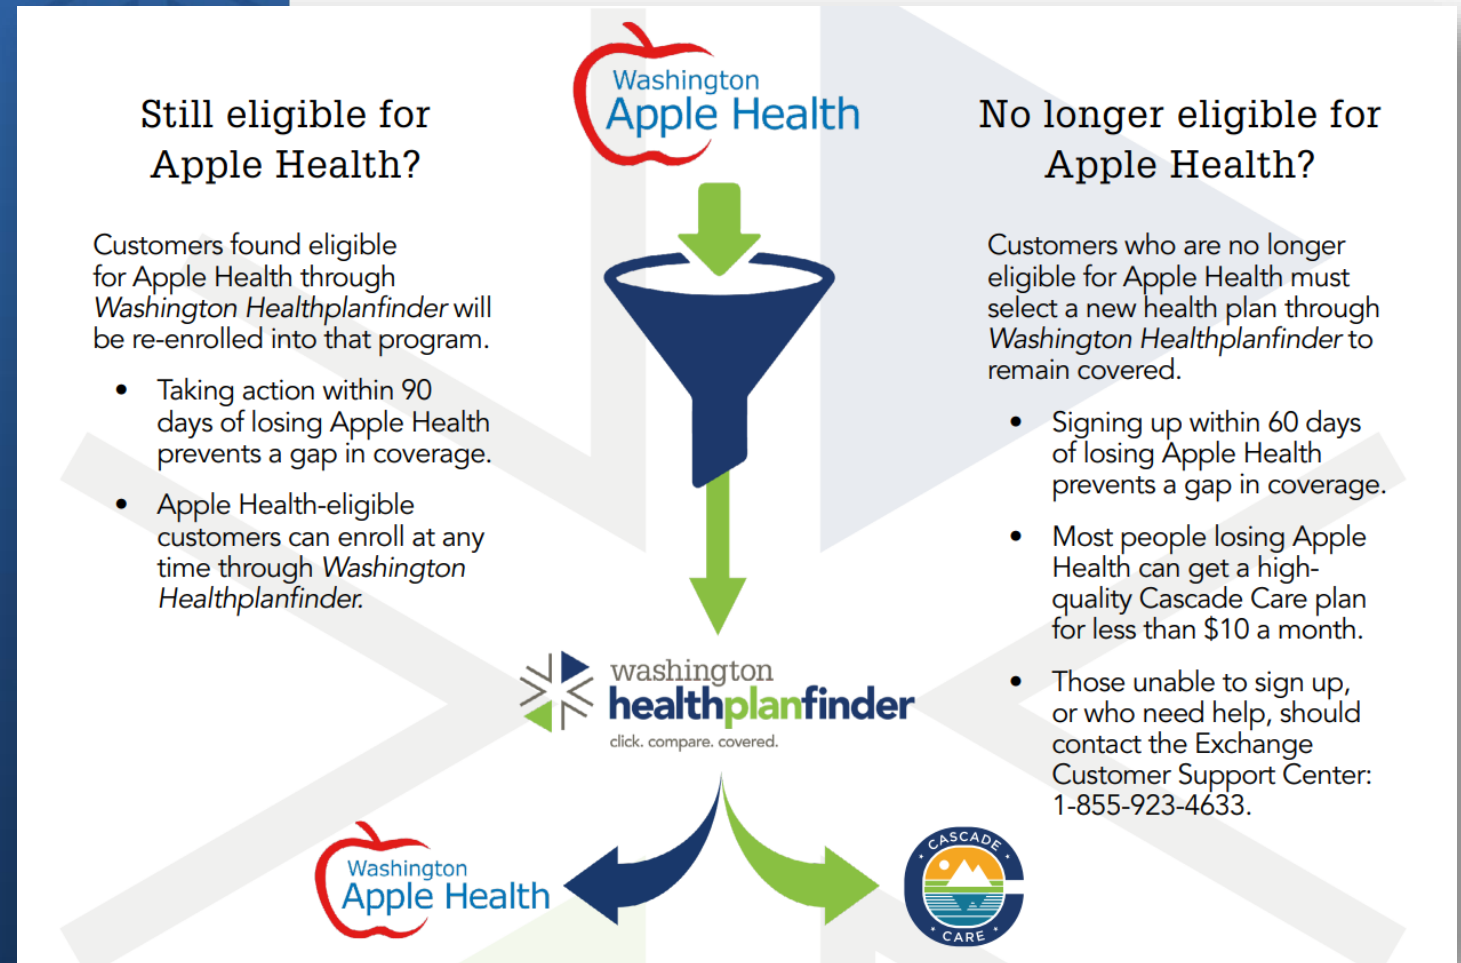 Washington
Apple Health
Still eligible for
Apple Health?
Customers found eligible
for Apple Health through
Washington Healthplanfinder will
be re-enrolled into that program.
• Taking action within 90
days of losing Apple Health
prevents a gap in coverage.
• Apple Health-eligible
customers can enroll at any
time through Washington
Healthplanfinder.
No longer eligible for
Apple Health?
Customers who are no longer
eligible for Apple Health must
select a new health plan through
Washington Healthplanfinder to
remain covered.
• Signing up within 60 days
of losing Apple Health
prevents a gap in coverage.
• Most people losing Apple
Health can get a high-
quality Cascade Care plan
for less than $10 a month.
• Those unable to sign up,
or who need help, should
contact the Exchange
Customer Support Center:
1-855-923-4633.
washington
healthplanfinder
click. compare. covered.
Washington
Apple Health
CASCADE
CARE